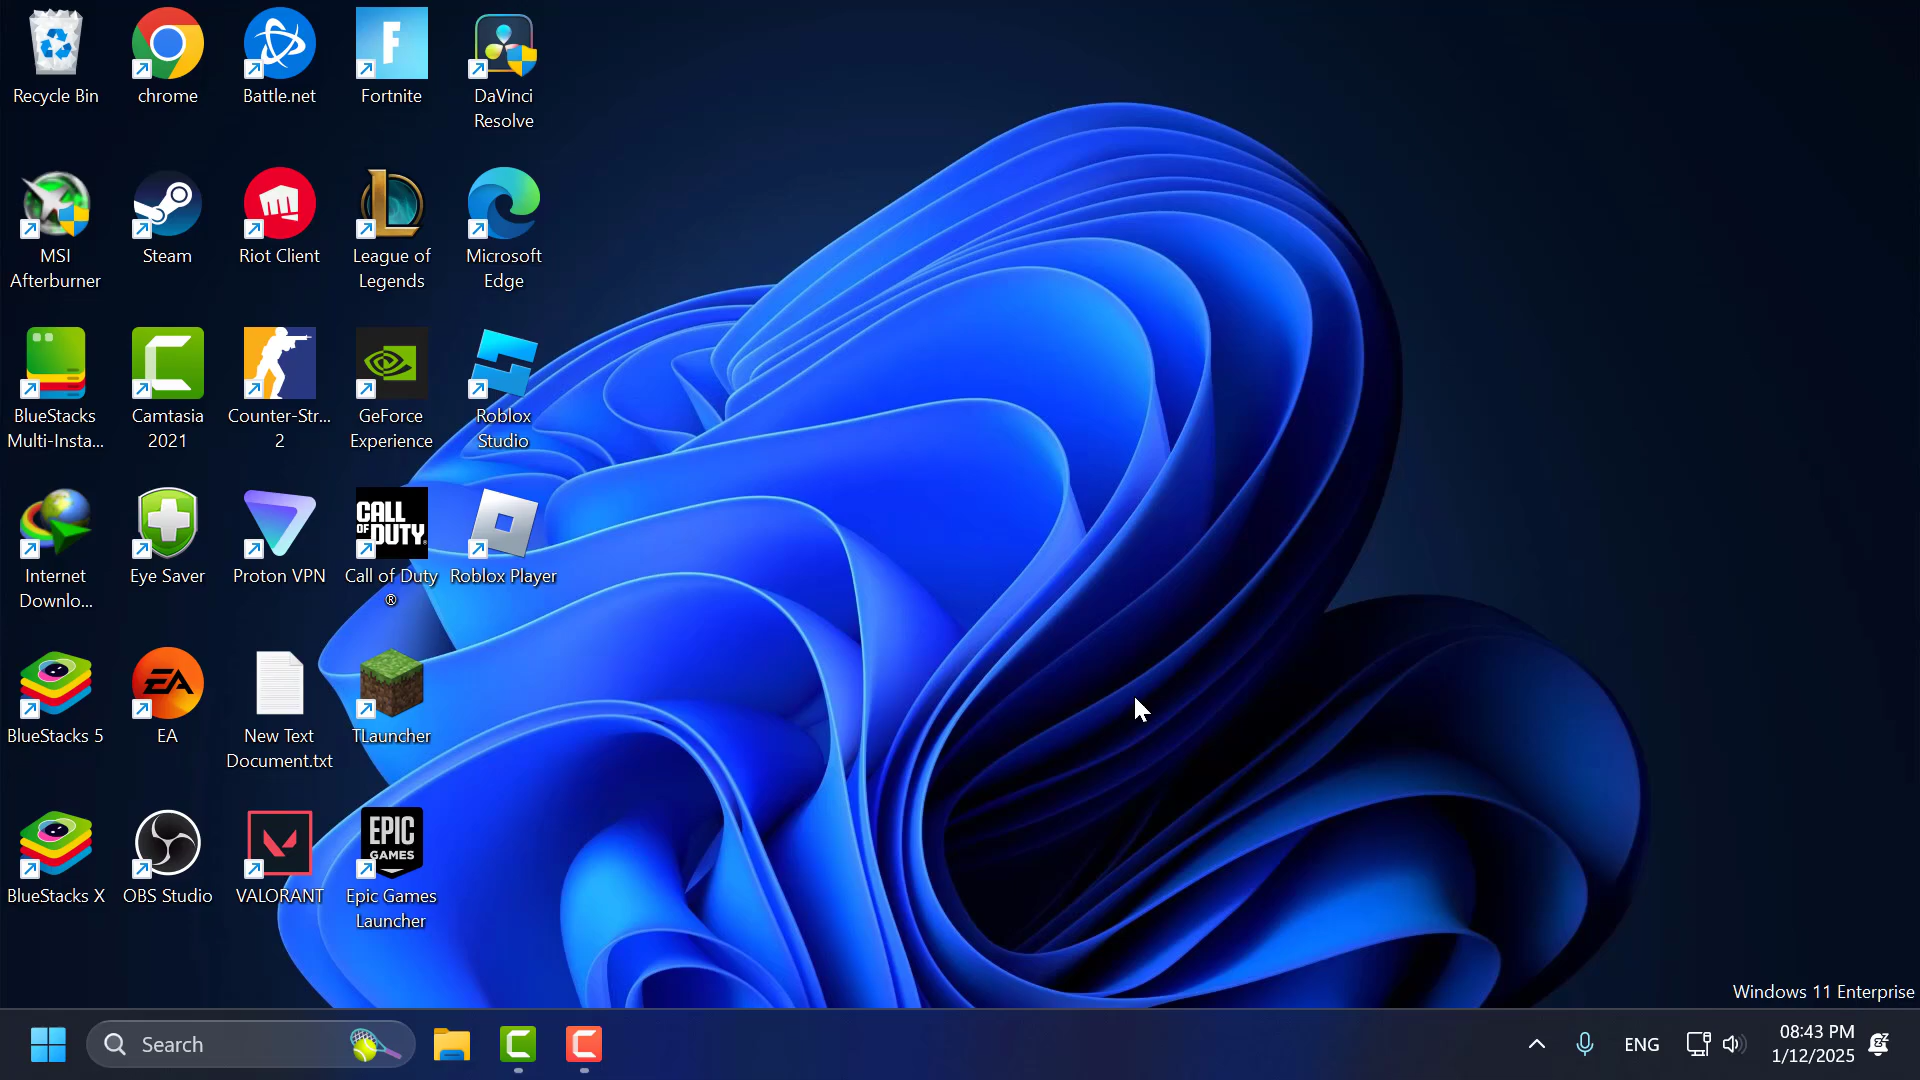 Recycle Bin
chrome
Battle.net
F
Fortnite
DaVinci
Resolve
MSI
Afterburner
Steam
Riot Client
League of
Legends
Microsoft
Edge
BlueStacks
Multi-Insta...
Camtasia
2021
Counter-Str...
2
GeForce
Experience
Roblox
Studio
Internet
Downlo...
Eye Saver
Proton VPN
CALL
OF DUTY
Call of Duty
®
Roblox Player
BlueStacks 5
EA
EA
New Text
Document.txt
TLauncher
BlueStacks X
OBS Studio
VALORANT
EPIC
GAMES
Epic Games
Launcher
Windows 11 Enterprise
Search
ENG
08:43 PM
1/12/2025